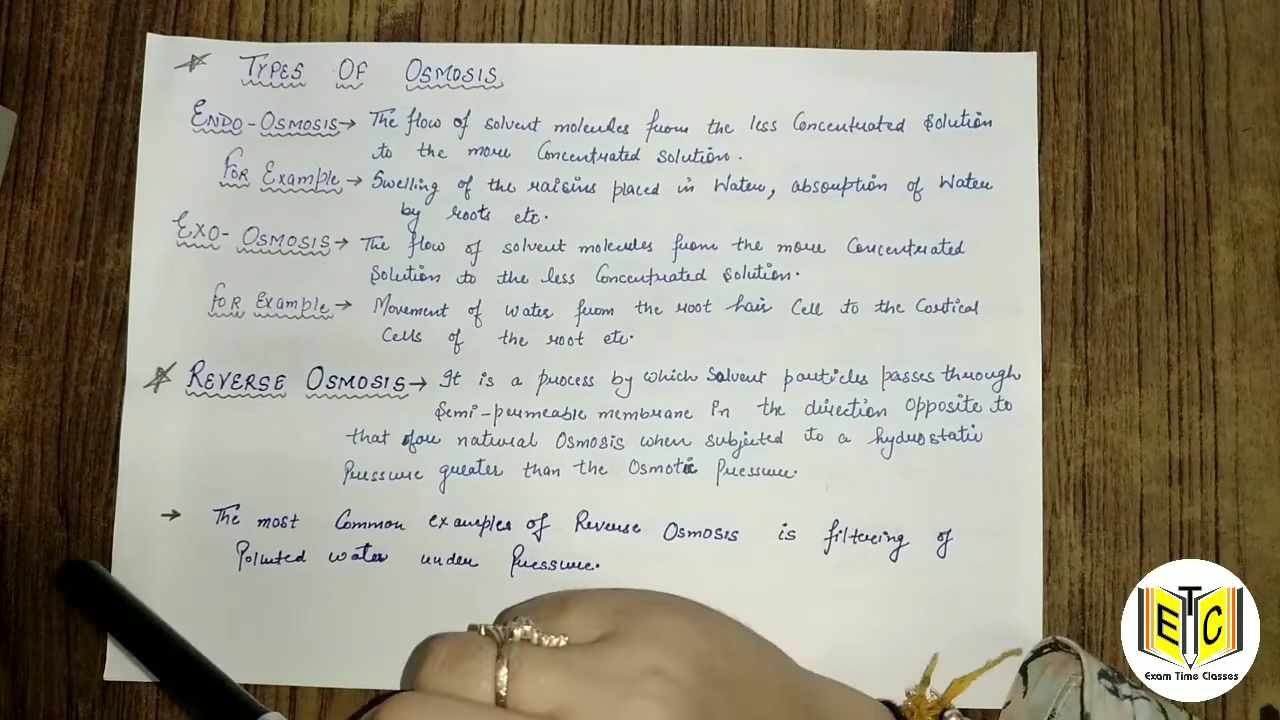 TYPES OF OSMOSIS
ENDO-OSMOSIS → The flow of solvent molecules from the less Concentrated Solution
to the more Concentrated solution.
FOR Example → Swelling of the raisins placed in Water, absorption of Water
by roots etc.
EXO-OSMOSIS → The flow of solvent molecules from the more Concentrated
Solution to the less Concentrated Solution.
FOR Example → Movement of water from the root hair Cell to the Cortical
Cells of the root etc.
REVERSE OSMOSIS → It is a process by which Solvent particles passes through
Semi-permeable membrane in the direction opposite to
that for natural Osmosis when subjected to a hydrostatic
Pressure greater than the Osmotic Pressure.
→ The most Common examples of Reverse Osmosis is filtering of
Polluted water under Pressure.
ETC
Exam Time Classes